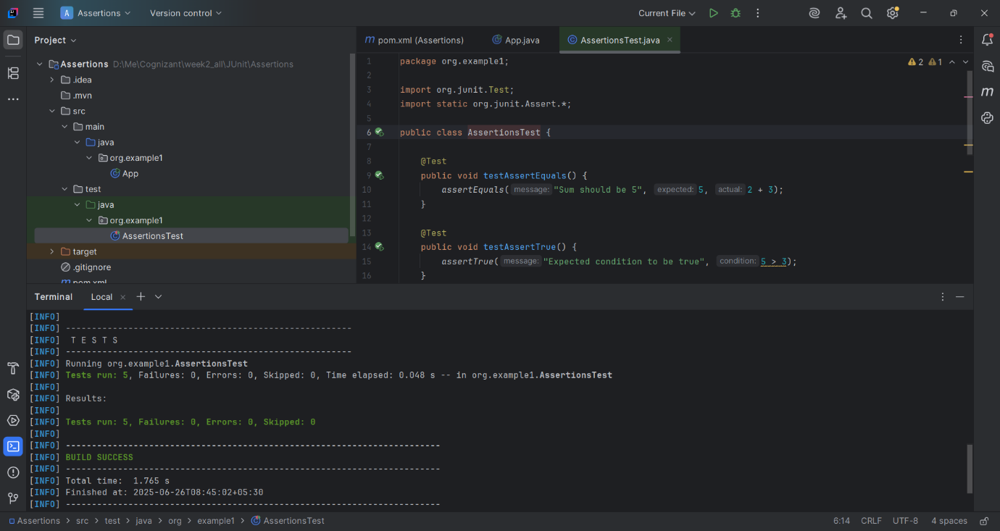 A Assertions Version control Current File
Project
Assertions D:\Me\Cognizant\week2_all\JUnit\Assertions
.idea
.mvn
src
main
java
org.example1
App
test
java
org.example1
AssertionsTest
target
.gitignore
pom.xml
pom.xml (Assertions) App.java AssertionsTest.java
2 1
1 package org.example1;
2
3 import org.junit.Test;
4 import static org.junit.Assert.*;
5
6 public class AssertionsTest {
7
8 @Test
9 public void testAssertEquals() {
10 assertEquals( message: "Sum should be 5", expected: 5, actual: 2 + 3);
11 }
12
13 @Test
14 public void testAssertTrue() {
15 assertTrue( message: "Expected condition to be true", condition: 5 > 3);
16 }
Terminal Local
[INFO]
[INFO] -------------------------------------------------------
[INFO]  T E S T S
[INFO] -------------------------------------------------------
[INFO] Running org.example1.AssertionsTest
[INFO] Tests run: 5, Failures: 0, Errors: 0, Skipped: 0, Time elapsed: 0.048 s -- in org.example1.AssertionsTest
[INFO]
[INFO] Results:
[INFO]
[INFO] Tests run: 5, Failures: 0, Errors: 0, Skipped: 0
[INFO]
[INFO] ------------------------------------------------------------------------
[INFO] BUILD SUCCESS
[INFO] ------------------------------------------------------------------------
[INFO] Total time:  1.765 s
[INFO] Finished at: 2025-06-26T08:45:02+05:30
[INFO] ------------------------------------------------------------------------
Assertions > src > test > java > org > example1 > AssertionsTest 6:14 CRLF UTF-8 4 spaces